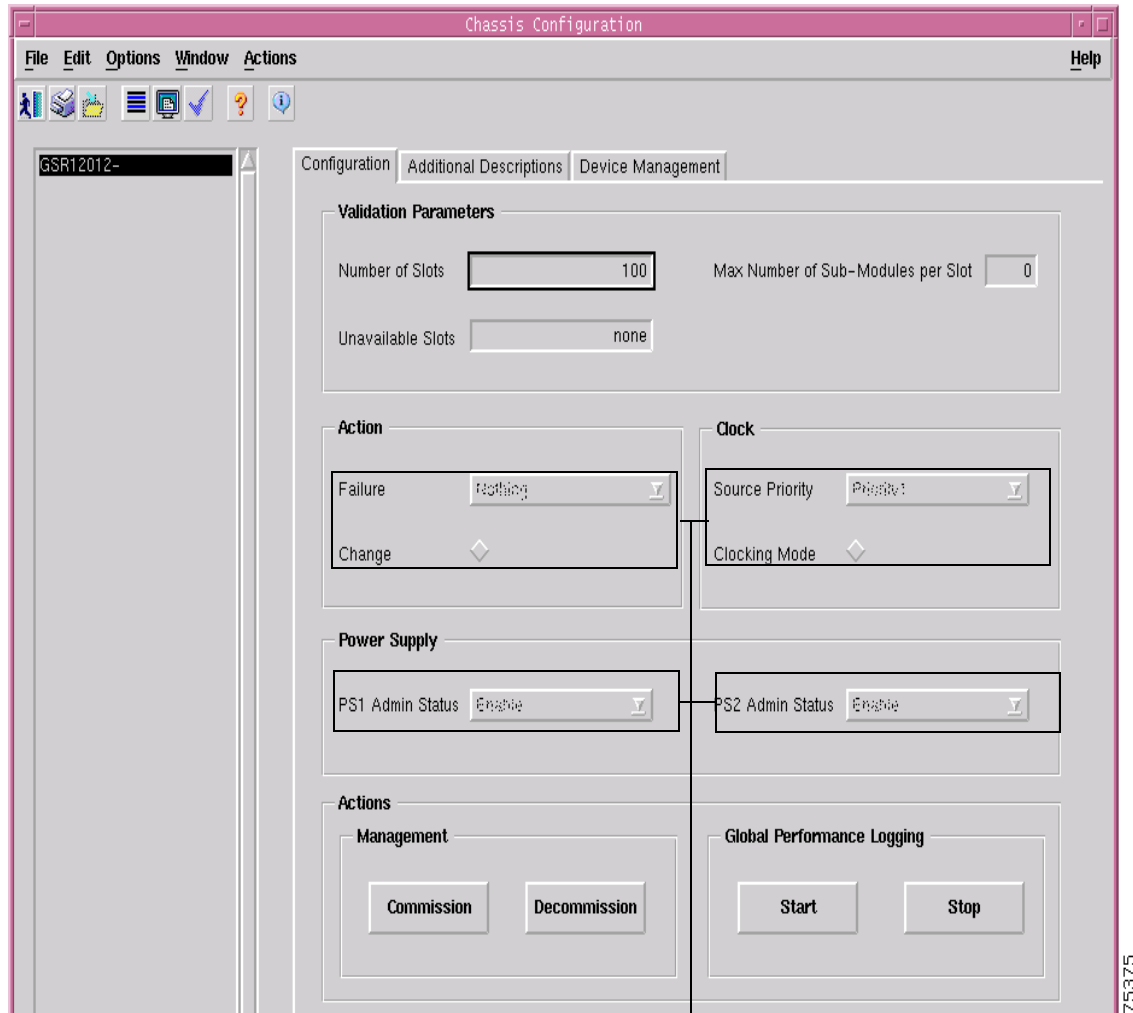 Chassis Configuration
File Edit Options Window Actions Help
GSR12012-
Configuration Additional Descriptions Device Management
Validation Parameters
Number of Slots 100 Max Number of Sub-Modules per Slot 0
Unavailable Slots none
Action Clock
Failure Nothing Source Priority Priority1
Change Clocking Mode
Power Supply
PS1 Admin Status Enable PS2 Admin Status Enable
Actions
Management Global Performance Logging
Commission Decommission Start Stop
75375